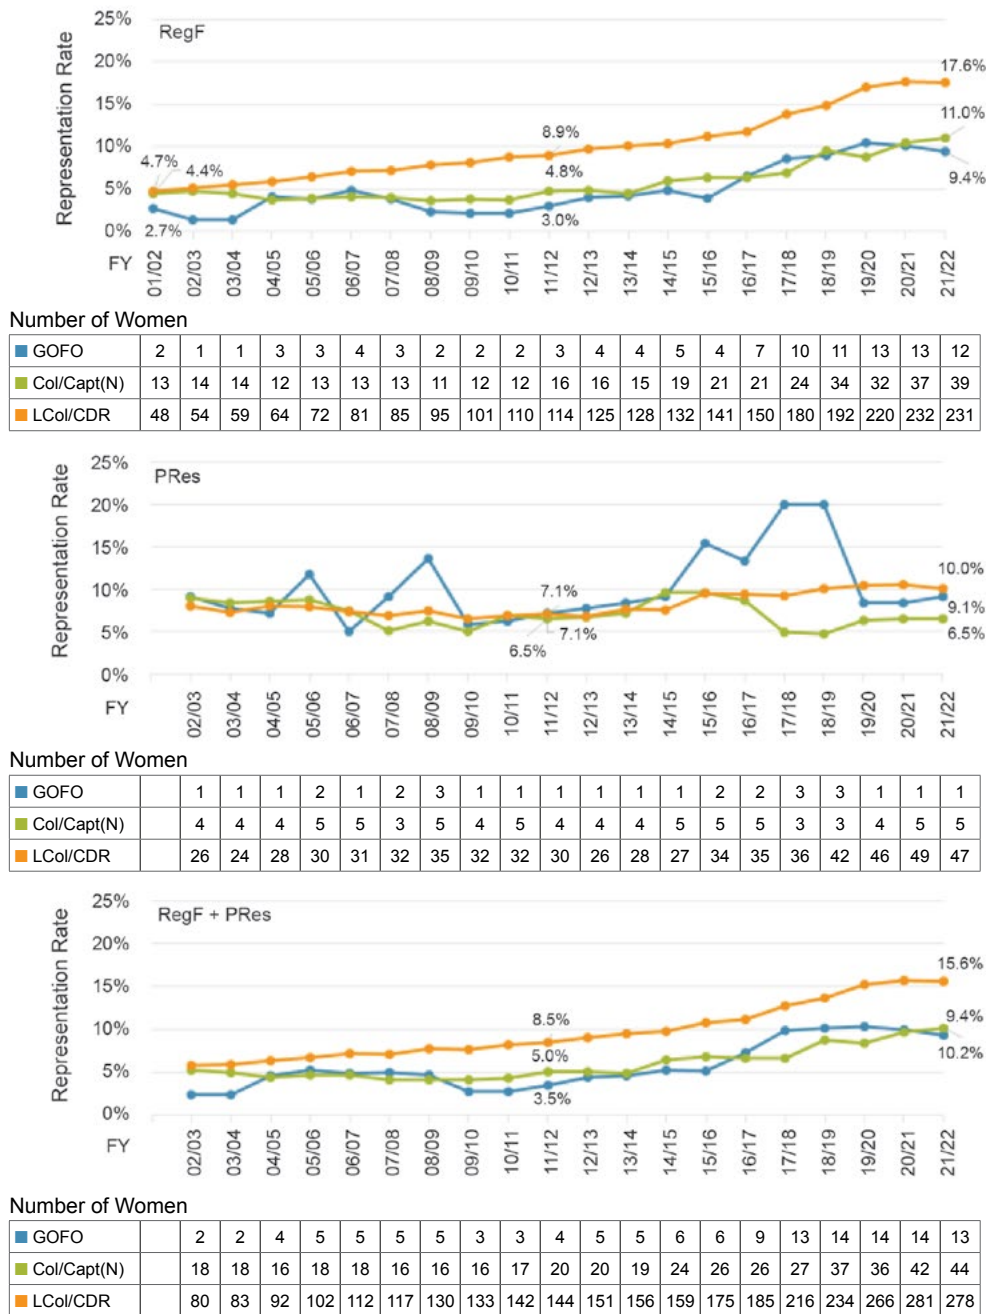 RegF
Representation Rate
25%
20%
15%
10%
5%
0%
4.7%
4.4%
2.7%
8.9%
4.8%
3.0%
17.6%
11.0%
9.4%
FY
01/02 02/03 03/04 04/05 05/06 06/07 07/08 08/09 09/10 10/11 11/12 12/13 13/14 14/15 15/16 16/17 17/18 18/19 19/20 20/21 21/22
Number of Women
GOFO 2 1 1 3 3 4 3 2 2 2 3 4 4 5 4 7 10 11 13 13 12
Col/Capt(N) 13 14 14 12 13 13 13 11 12 12 16 16 15 19 21 21 24 34 32 37 39
LCol/CDR 48 54 59 64 72 81 85 95 101 110 114 125 128 132 141 150 180 192 220 232 231
PRes
Representation Rate
25%
20%
15%
10%
5%
0%
7.1%
7.1%
6.5%
10.0%
9.1%
6.5%
FY
02/03 03/04 04/05 05/06 06/07 07/08 08/09 09/10 10/11 11/12 12/13 13/14 14/15 15/16 16/17 17/18 18/19 19/20 20/21 21/22
Number of Women
GOFO 1 1 1 2 1 2 3 1 1 1 1 1 1 2 2 3 3 1 1 1
Col/Capt(N) 4 4 4 5 5 3 5 4 5 4 4 4 5 5 5 3 3 4 5 5
LCol/CDR 26 24 28 30 31 32 35 32 32 30 26 28 27 34 35 36 42 46 49 47
RegF + PRes
Representation Rate
25%
20%
15%
10%
5%
0%
8.5%
5.0%
3.5%
15.6%
9.4%
10.2%
FY
02/03 03/04 04/05 05/06 06/07 07/08 08/09 09/10 10/11 11/12 12/13 13/14 14/15 15/16 16/17 17/18 18/19 19/20 20/21 21/22
Number of Women
GOFO 2 2 4 5 5 5 5 3 3 4 5 5 6 6 9 13 14 14 14 13
Col/Capt(N) 18 18 16 18 18 16 16 16 17 20 20 19 24 26 26 27 37 36 42 44
LCol/CDR 80 83 92 102 112 117 130 133 142 144 151 156 159 175 185 216 234 266 281 278